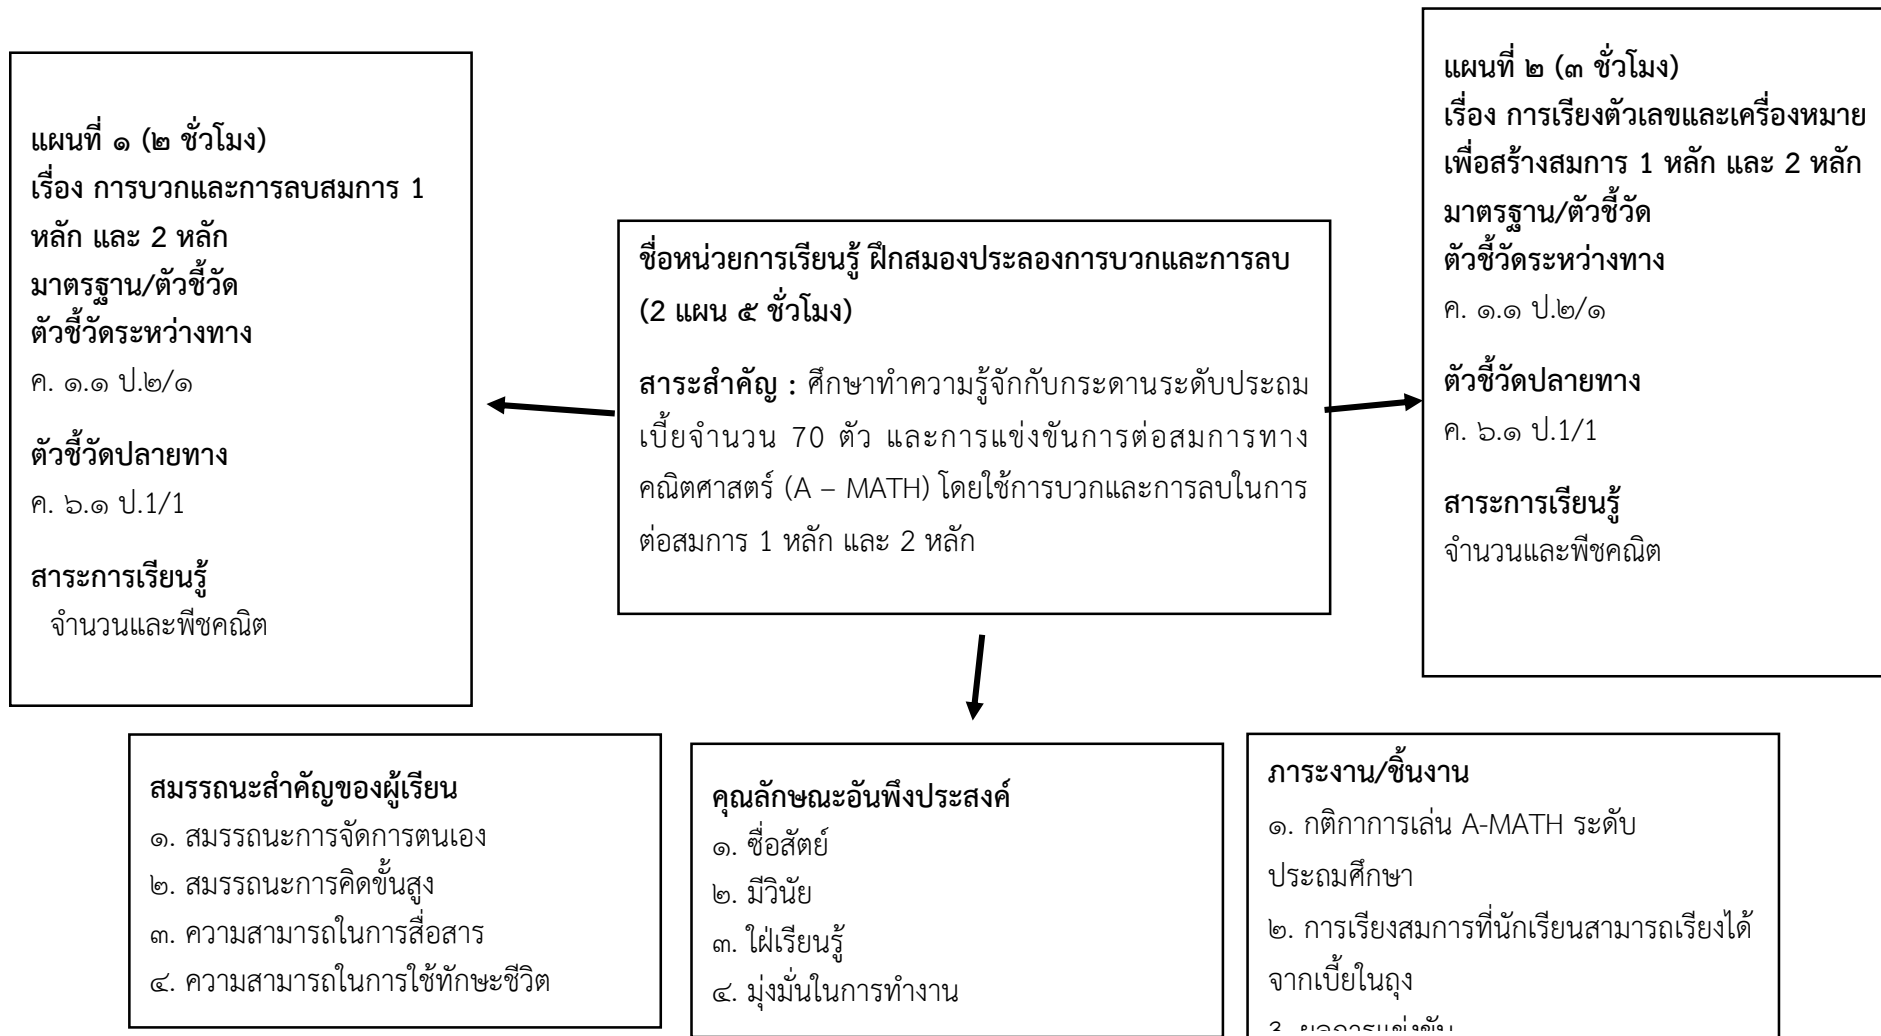 แผนที่ ๑ (๒ ชั่วโมง)
เรื่อง การบวกและการลบสมการ 1
หลัก และ 2 หลัก
มาตรฐาน/ตัวชี้วัด
ตัวชี้วัดระหว่างทาง
ค. ๑.๑ ป.๒/๑
ตัวชี้วัดปลายทาง
ค. ๖.๑ ป.1/1
สาระการเรียนรู้
จำนวนและพีชคณิต
ชื่อหน่วยการเรียนรู้ ฝึกสมองประลองการบวกและการลบ
(2 แผน ๕ ชั่วโมง)
สาระสำคัญ : ศึกษาทำความรู้จักกับกระดานระดับประถม
เบี้ยจำนวน 70 ตัว และการแข่งขันการต่อสมการทาง
คณิตศาสตร์ (A – MATH) โดยใช้การบวกและการลบในการ
ต่อสมการ 1 หลัก และ 2 หลัก
แผนที่ ๒ (๓ ชั่วโมง)
เรื่อง การเรียงตัวเลขและเครื่องหมาย
เพื่อสร้างสมการ 1 หลัก และ 2 หลัก
มาตรฐาน/ตัวชี้วัด
ตัวชี้วัดระหว่างทาง
ค. ๑.๑ ป.๒/๑
ตัวชี้วัดปลายทาง
ค. ๖.๑ ป.1/1
สาระการเรียนรู้
จำนวนและพีชคณิต
สมรรถนะสำคัญของผู้เรียน
๑. สมรรถนะการจัดการตนเอง
๒. สมรรถนะการคิดขั้นสูง
๓. ความสามารถในการสื่อสาร
๔. ความสามารถในการใช้ทักษะชีวิต
คุณลักษณะอันพึงประสงค์
๑. ซื่อสัตย์
๒. มีวินัย
๓. ใฝ่เรียนรู้
๔. มุ่งมั่นในการทำงาน
ภาระงาน/ชิ้นงาน
๑. กติกาการเล่น A-MATH ระดับ
ประถมศึกษา
๒. การเรียงสมการที่นักเรียนสามารถเรียงได้
จากเบี้ยในถุง
3. ผลการแข่งขัน